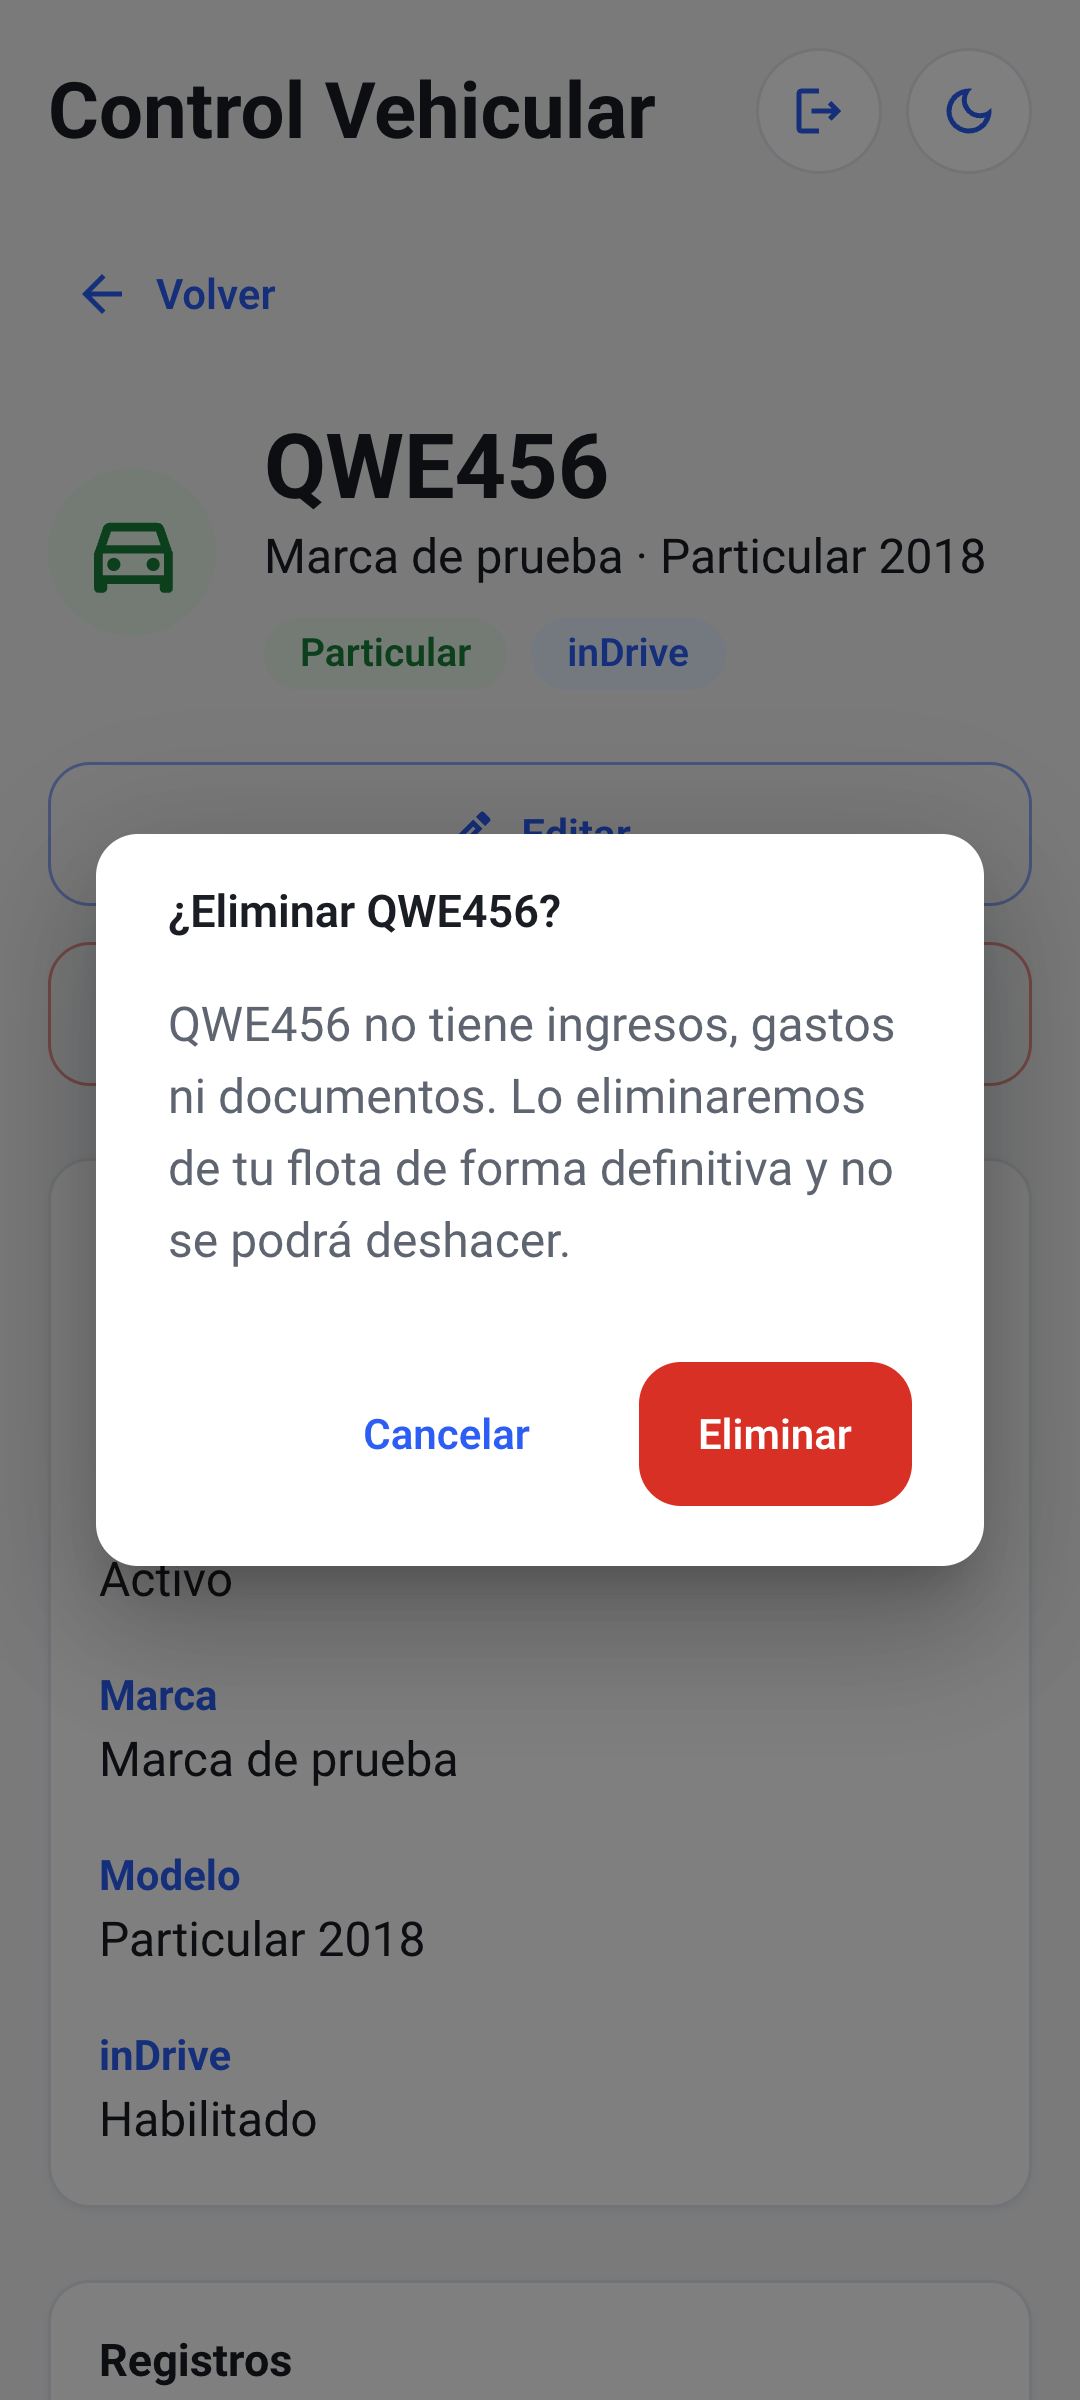 Control Vehicular
Volver
QWE456
Marca de prueba · Particular 2018
Particular
inDrive
Editar
¿Eliminar QWE456?
QWE456 no tiene ingresos, gastos
ni documentos. Lo eliminaremos
de tu flota de forma definitiva y no
se podrá deshacer.
Cancelar
Eliminar
Activo
Marca
Marca de prueba
Modelo
Particular 2018
inDrive
Habilitado
Registros